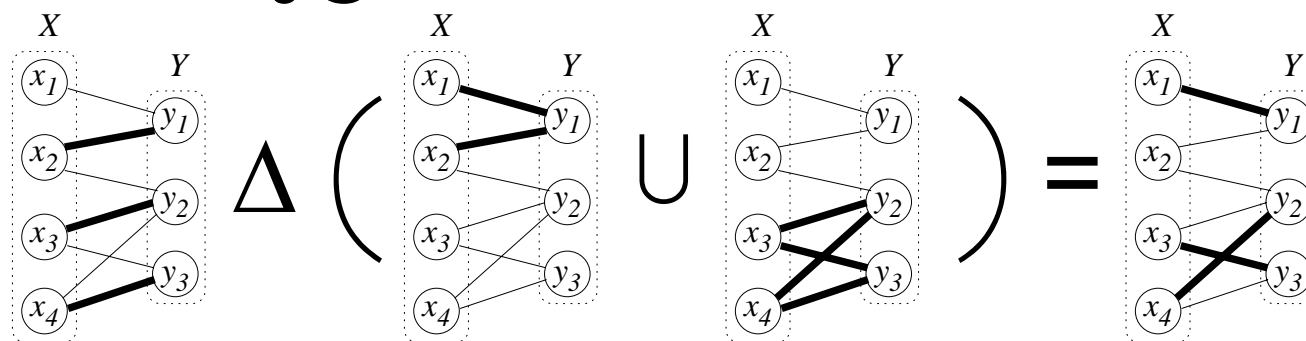 X X X X
Y Y Y Y
x1 x1 x1 x1
y1 y1 y1 y1
x2 x2 x2 x2
Δ ( ∪ ) =
y2 y2 y2 y2
x3 x3 x3 x3
y3 y3 y3 y3
x4 x4 x4 x4